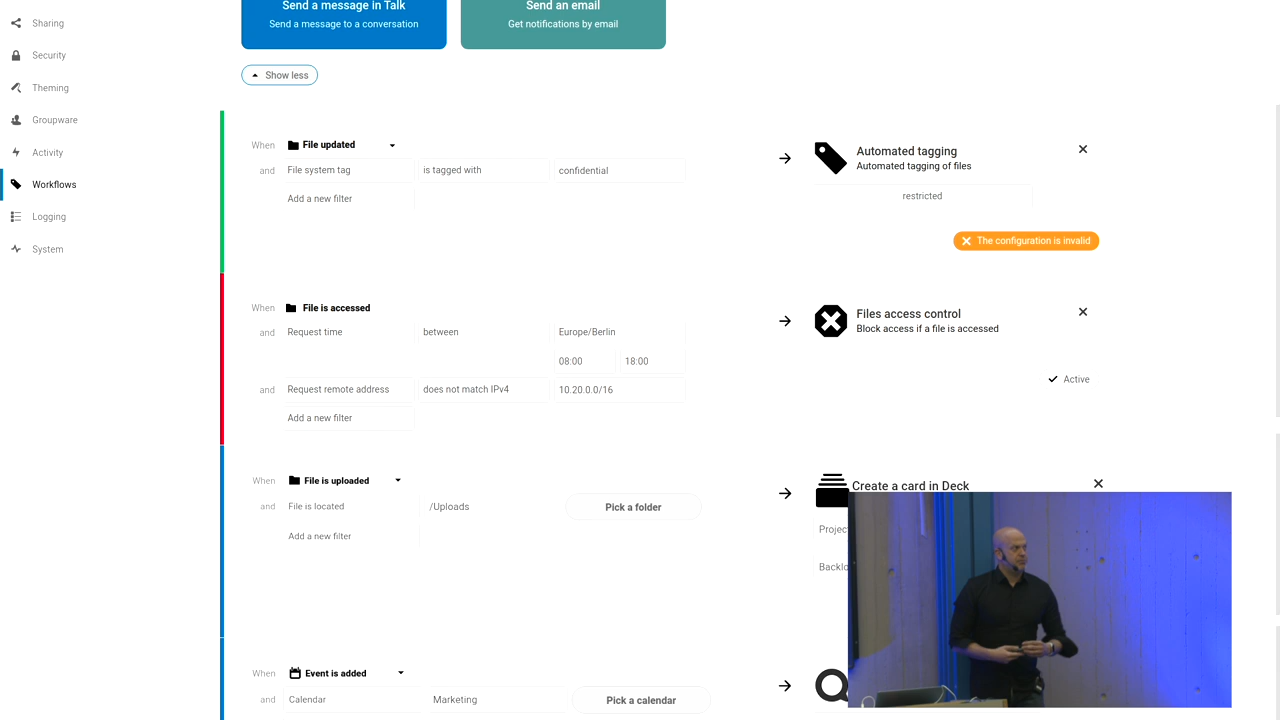 Send a message in Talk
Send a message to a conversation
Send an email
Get notifications by email
Sharing
Security
Theming
Groupware
Activity
Workflows
Logging
System
Show less
When File updated
and File system tag is tagged with confidential
Add a new filter
Automated tagging
Automated tagging of files
restricted
The configuration is invalid
When File is accessed
and Request time between Europe/Berlin
08:00 18:00
and Request remote address does not match IPv4 10.20.0.0/16
Add a new filter
Files access control
Block access if a file is accessed
Active
When File is uploaded
and File is located /Uploads Pick a folder
Add a new filter
Create a card in Deck
Project
Backlo
When Event is added
and Calendar Marketing Pick a calendar